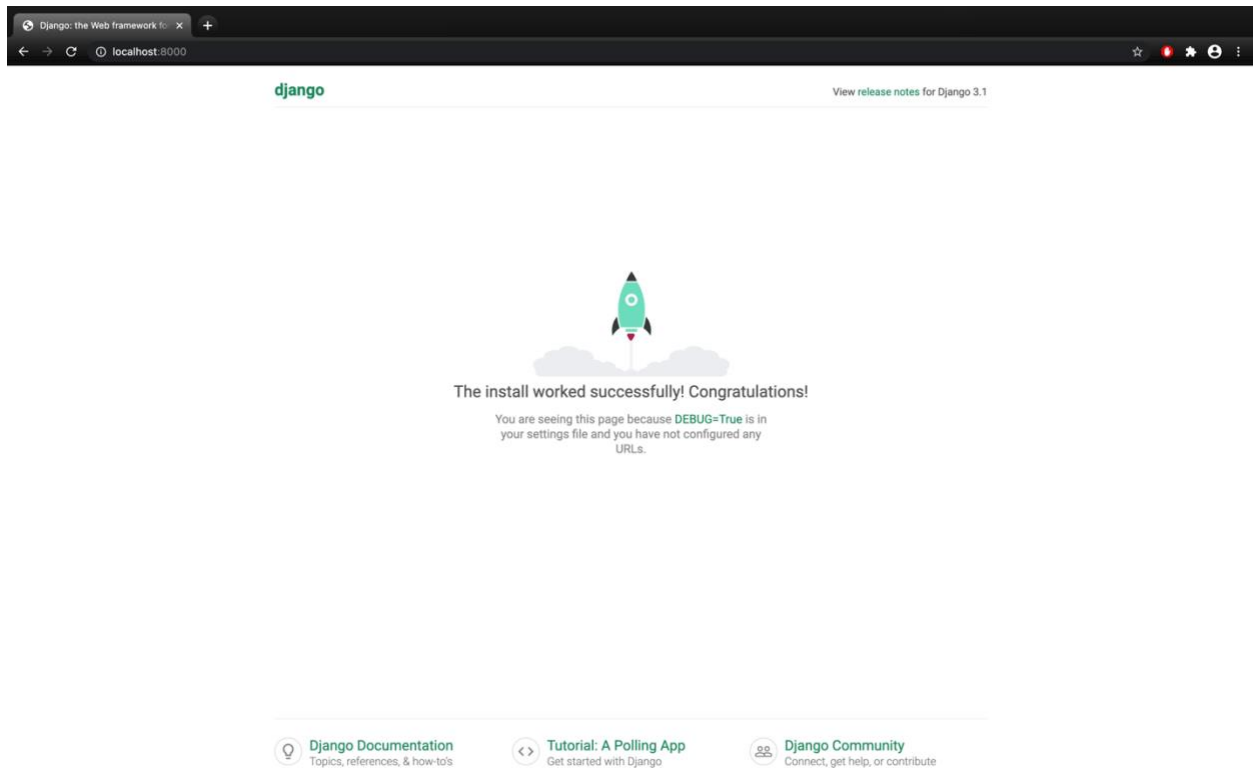 Django: the Web framework fo
localhost:8000
django
View release notes for Django 3.1
The install worked successfully! Congratulations!
You are seeing this page because DEBUG=True is in
your settings file and you have not configured any
URLs.
Django Documentation
Topics, references, & how-to's
Tutorial: A Polling App
Get started with Django
Django Community
Connect, get help, or contribute